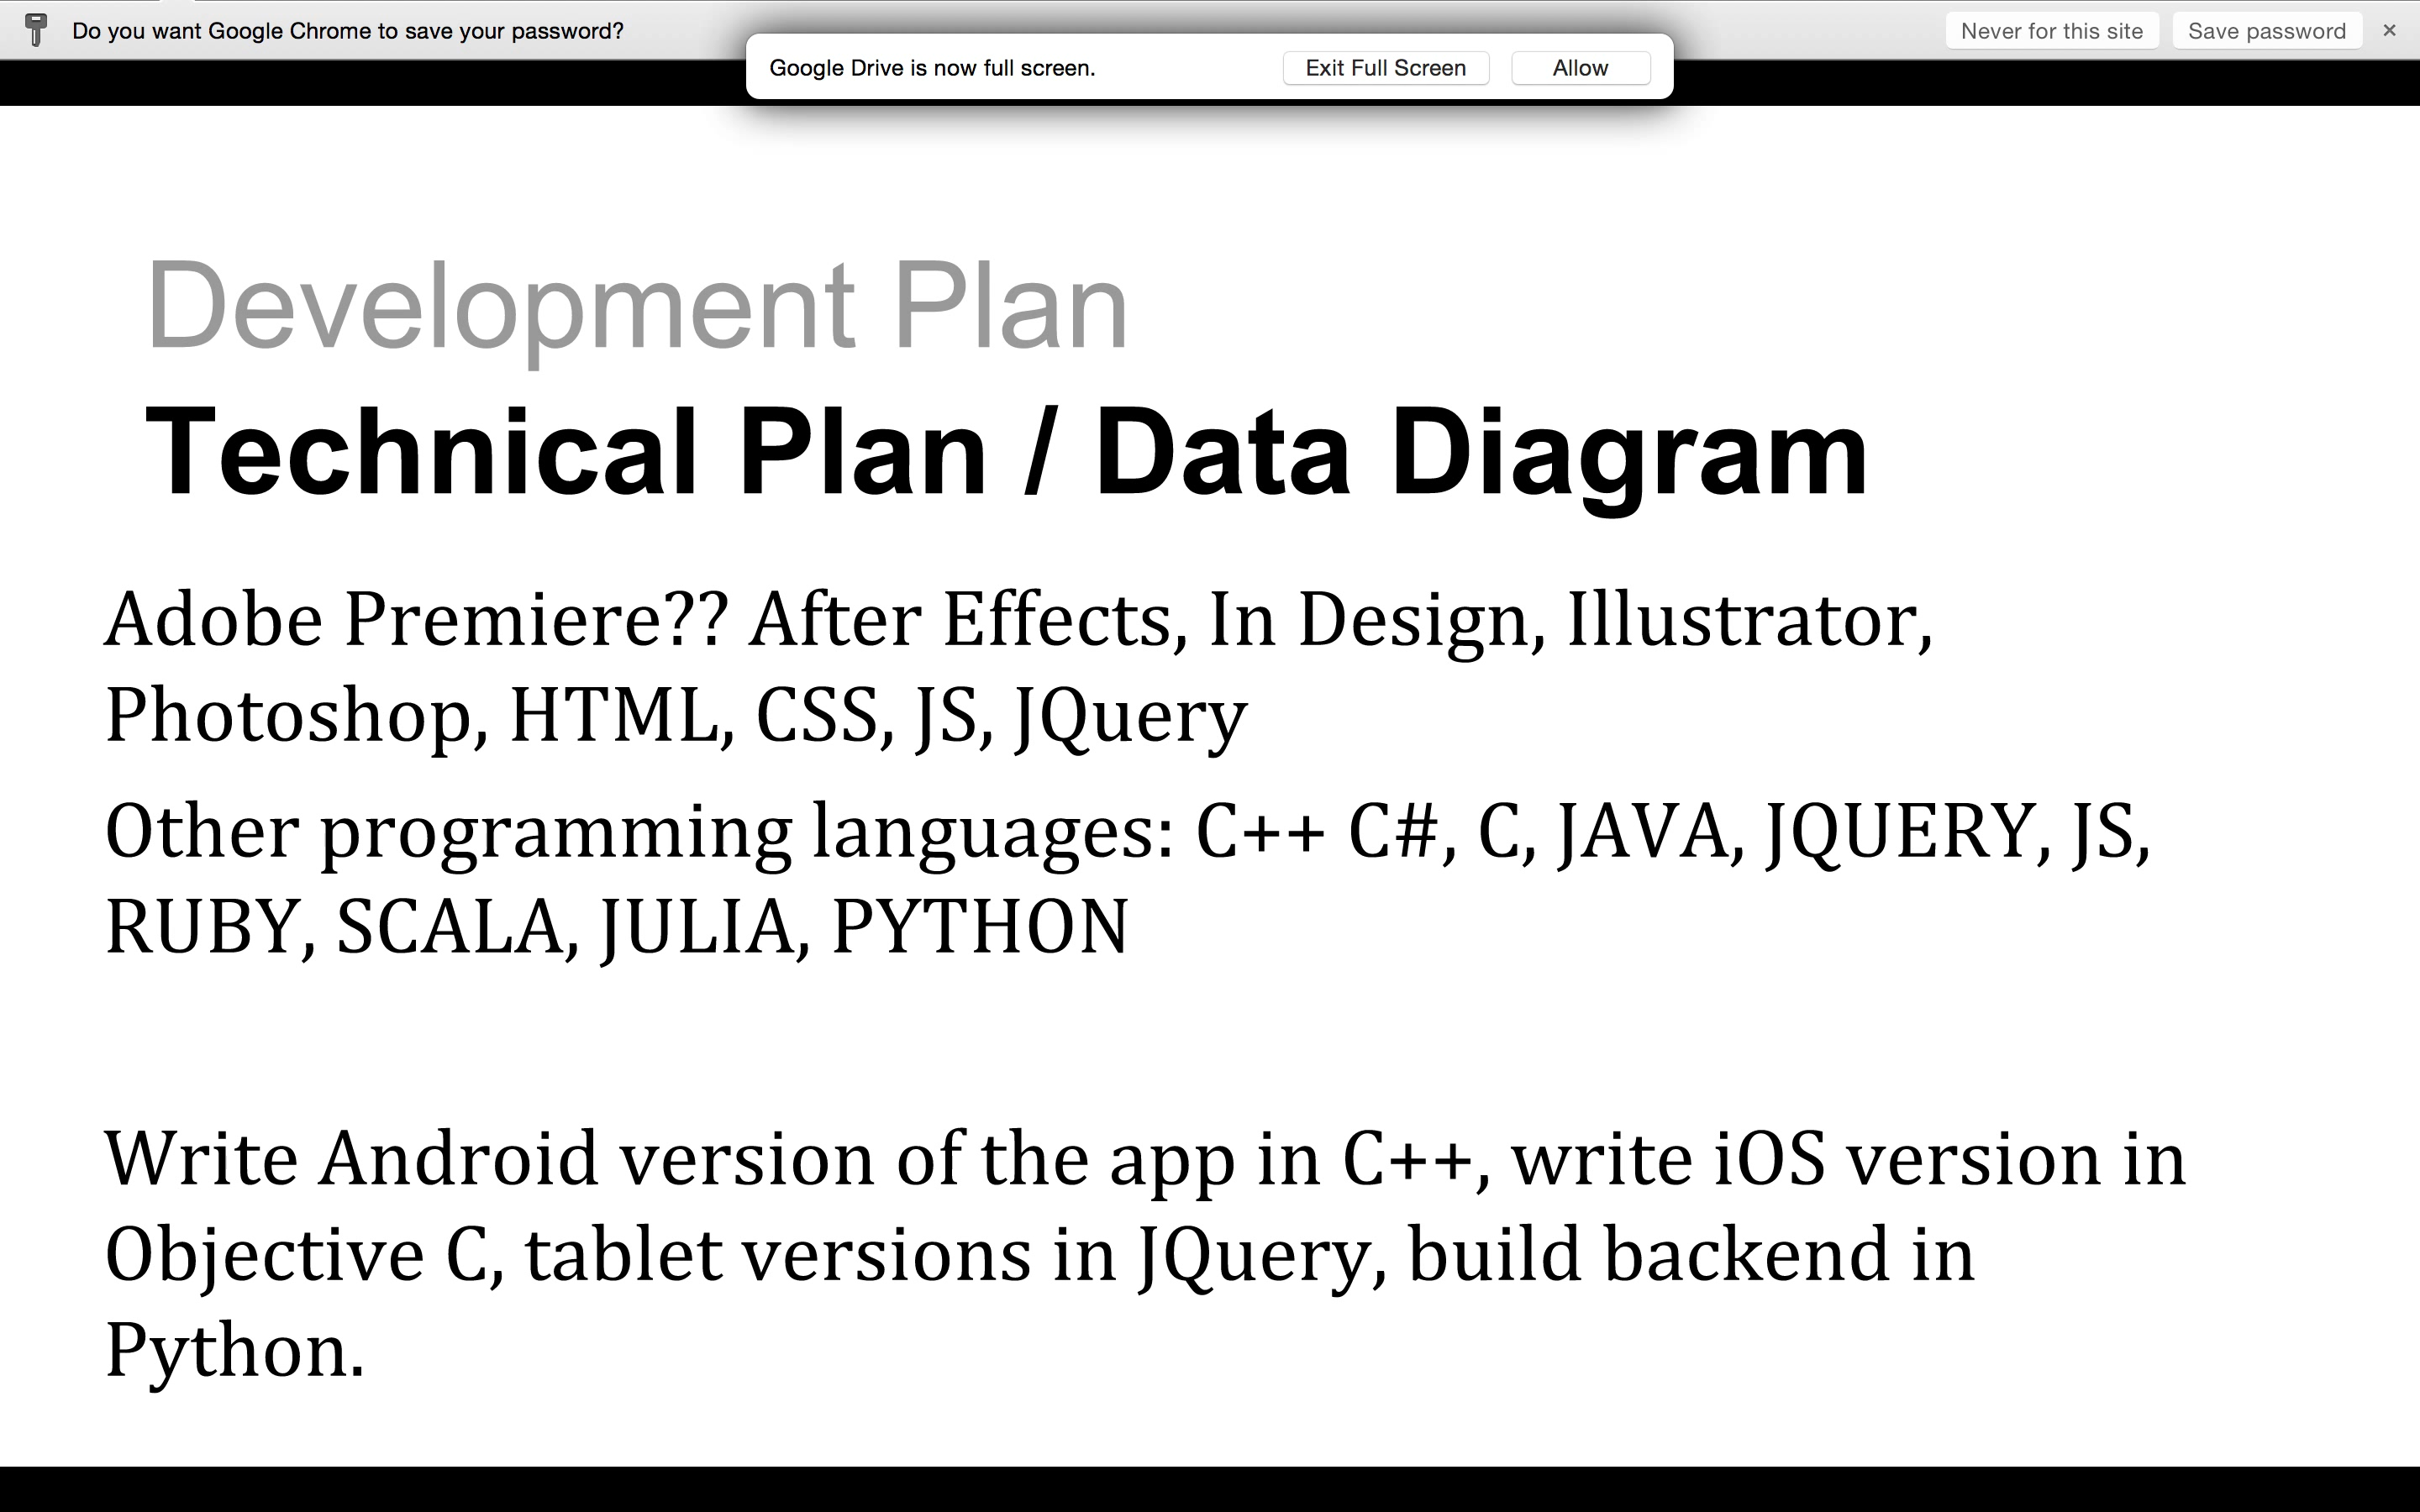 Do you want Google Chrome to save your password?
Never for this site
Save password
Google Drive is now full screen.
Exit Full Screen
Allow
Development Plan
Technical Plan / Data Diagram
Adobe Premiere?? After Effects, In Design, Illustrator,
Photoshop, HTML, CSS, JS, JQuery
Other programming languages: C++ C#, C, JAVA, JQUERY, JS,
RUBY, SCALA, JULIA, PYTHON
Write Android version of the app in C++, write iOS version in
Objective C, tablet versions in JQuery, build backend in
Python.